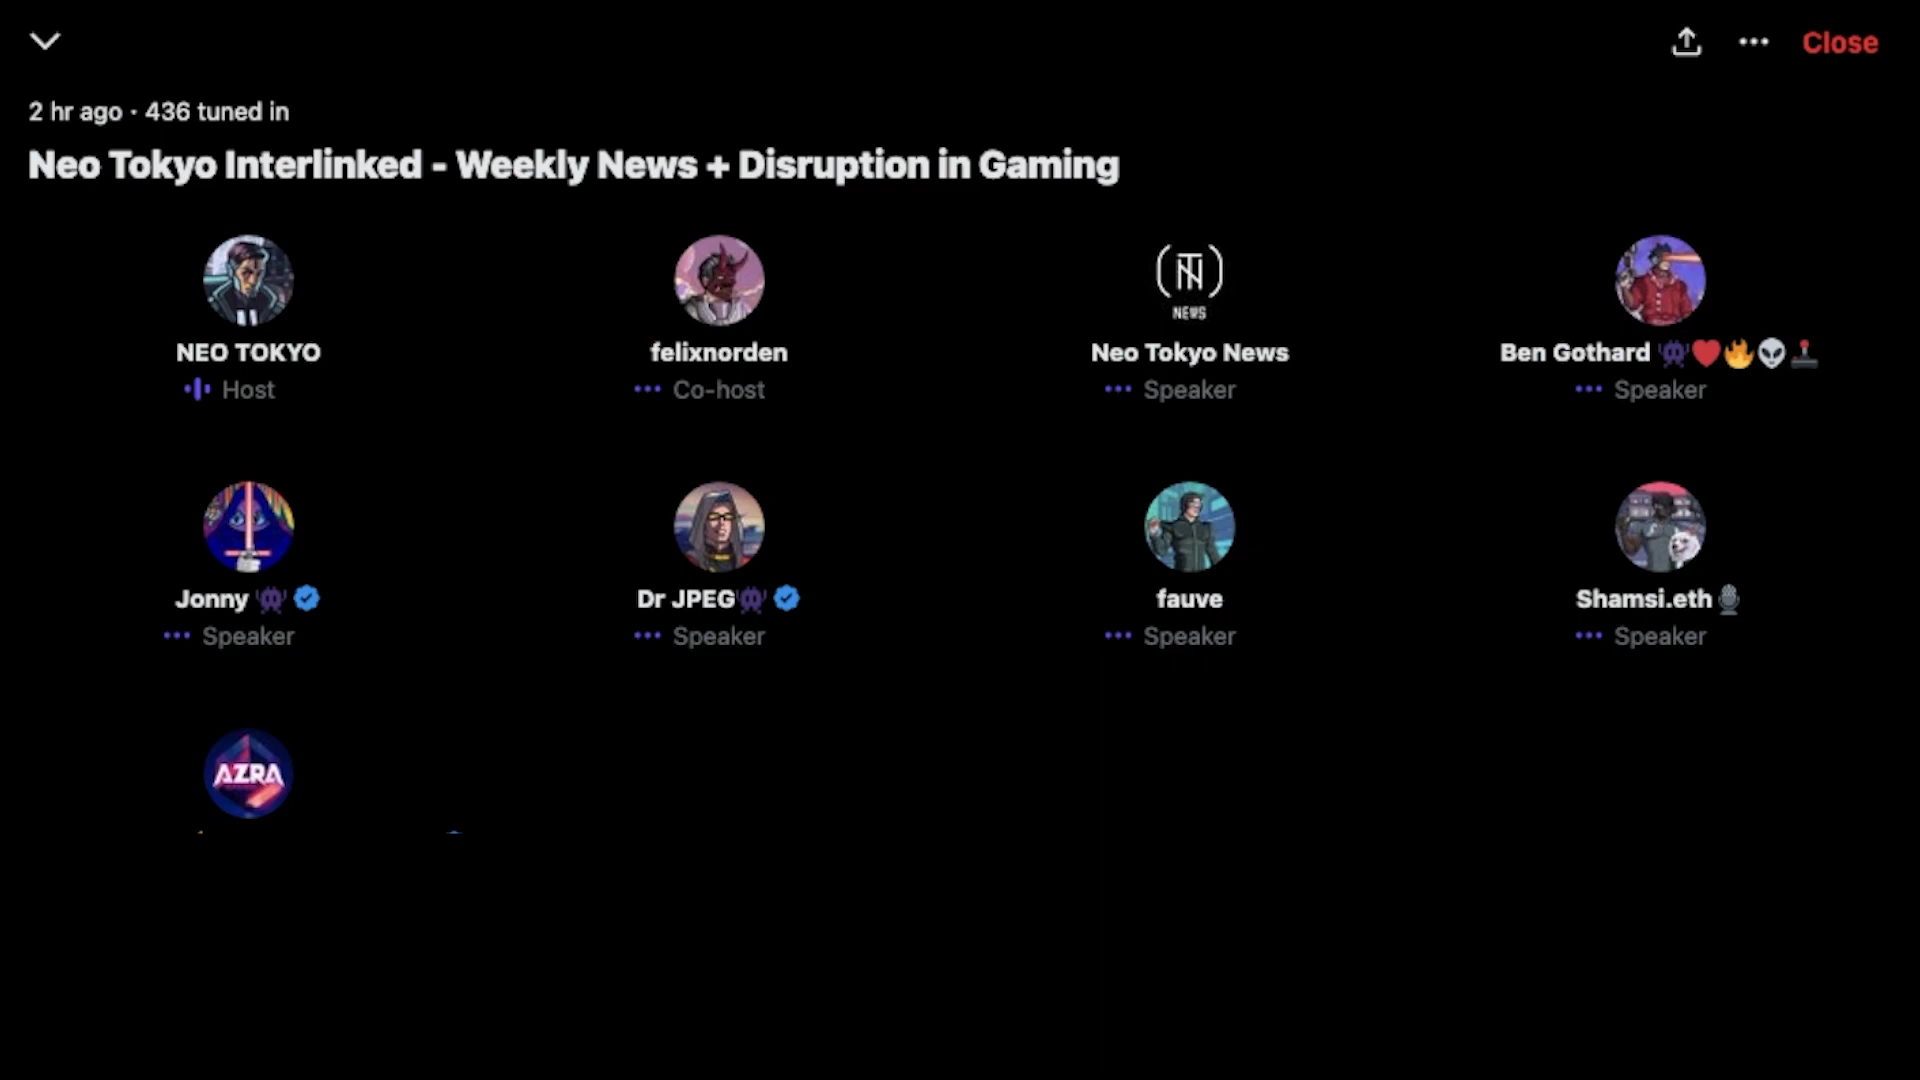 Close
2 hr ago · 436 tuned in
Neo Tokyo Interlinked - Weekly News + Disruption in Gaming
NEWS
NEO TOKYO
felixnorden
Neo Tokyo News
Ben Gothard 👾❤️🔥👽🕹️
Host
Co-host
Speaker
Speaker
Jonny 👾
Dr JPEG👾
fauve
Shamsi.eth🎙️
Speaker
Speaker
Speaker
Speaker
AZRA